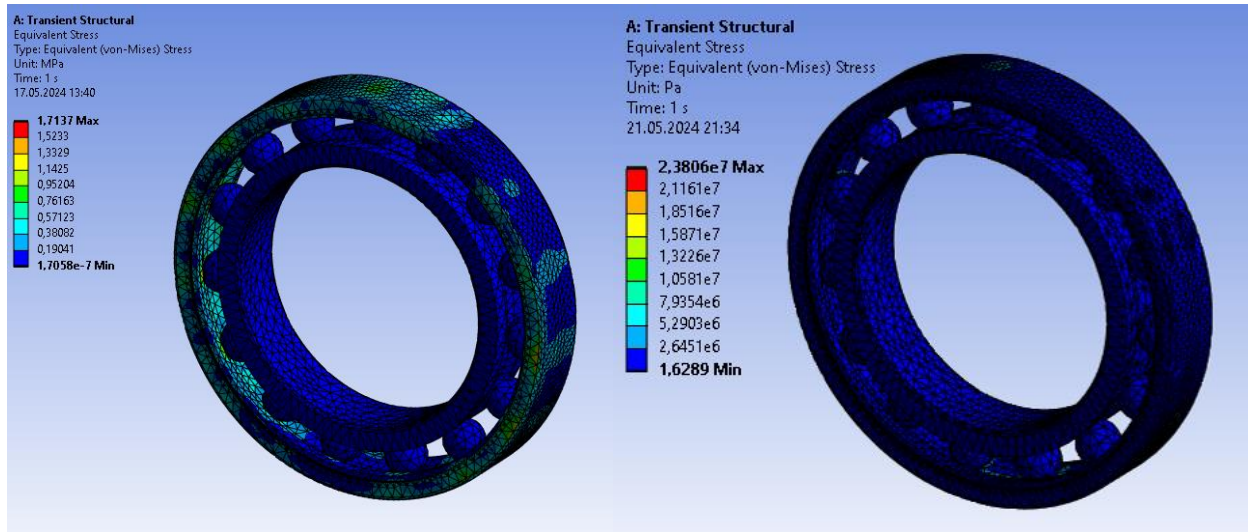 A: Transient Structural
Equivalent Stress
Type: Equivalent (von-Mises) Stress
Unit: MPa
Time: 1 s
17.05.2024 13:40
1,7137 Max
1,5233
1,3329
1,1425
0,95204
0,76163
0,57123
0,38082
0,19041
1,7058e-7 Min
A: Transient Structural
Equivalent Stress
Type: Equivalent (von-Mises) Stress
Unit: Pa
Time: 1 s
21.05.2024 21:34
2,3806e7 Max
2,1161e7
1,8516e7
1,5871e7
1,3226e7
1,0581e7
7,9354e6
5,2903e6
2,6451e6
1,6289 Min